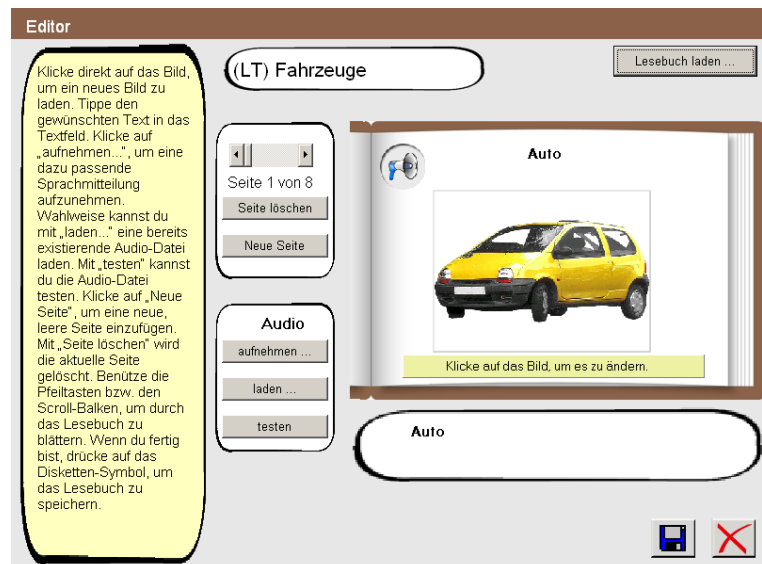 Editor
Klicke direkt auf das Bild,
um ein neues Bild zu
laden. Tippe den
gewünschten Text in das
Textfeld. Klicke auf
„aufnehmen...", um eine
dazu passende
Sprachmitteilung
aufzunehmen.
Wahlweise kannst du
mit „laden..." eine bereits
existierende Audio-Datei
laden. Mit „testen" kannst
du die Audio-Datei
testen. Klicke auf „Neue
Seite", um eine neue,
leere Seite einzufügen.
Mit „Seite löschen" wird
die aktuelle Seite
gelöscht. Benütze die
Pfeiltasten bzw. den
Scroll-Balken, um durch
das Lesebuch zu
blättern. Wenn du fertig
bist, drücke auf das
Disketten-Symbol, um
das Lesebuch zu
speichern.
(LT) Fahrzeuge
Lesebuch laden ...
Seite 1 von 8
Seite löschen
Neue Seite
Audio
aufnehmen ...
laden ...
testen
Auto
Klicke auf das Bild, um es zu ändern.
Auto